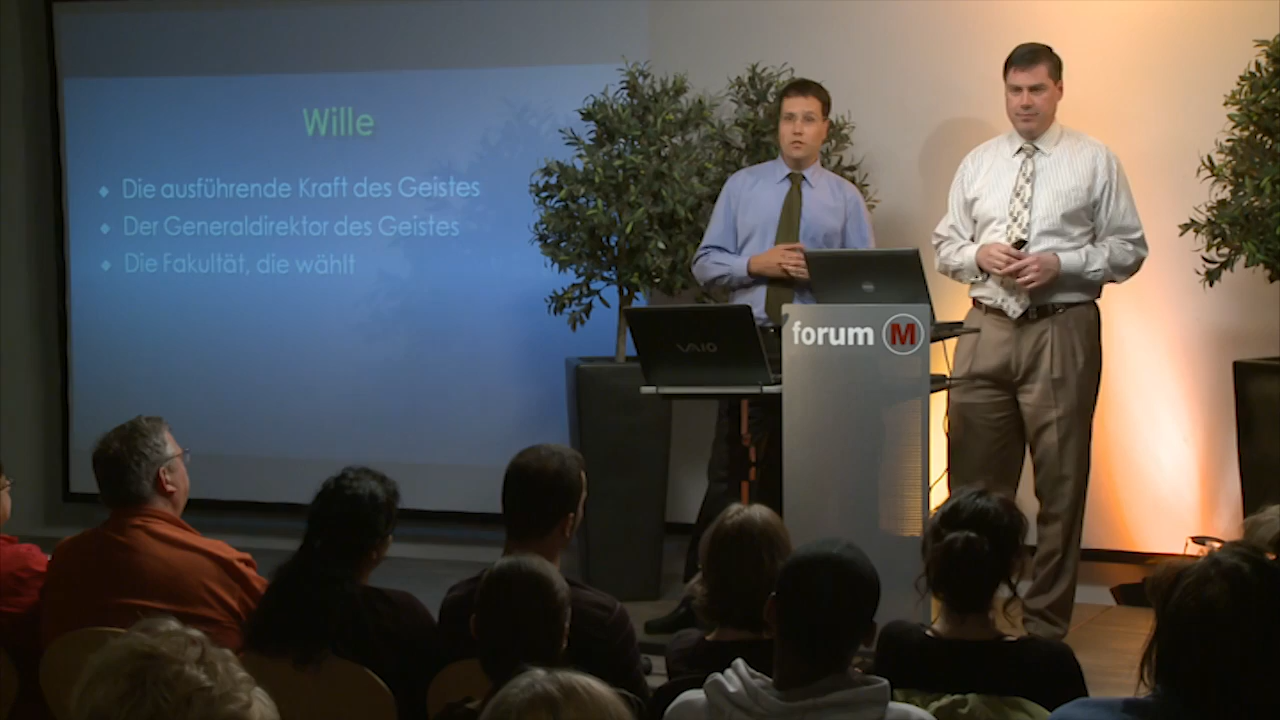 Wille
Die ausführende Kraft des Geistes
Der Generaldirektor des Geistes
Die Fakultät, die wählt
forum M
VAIO